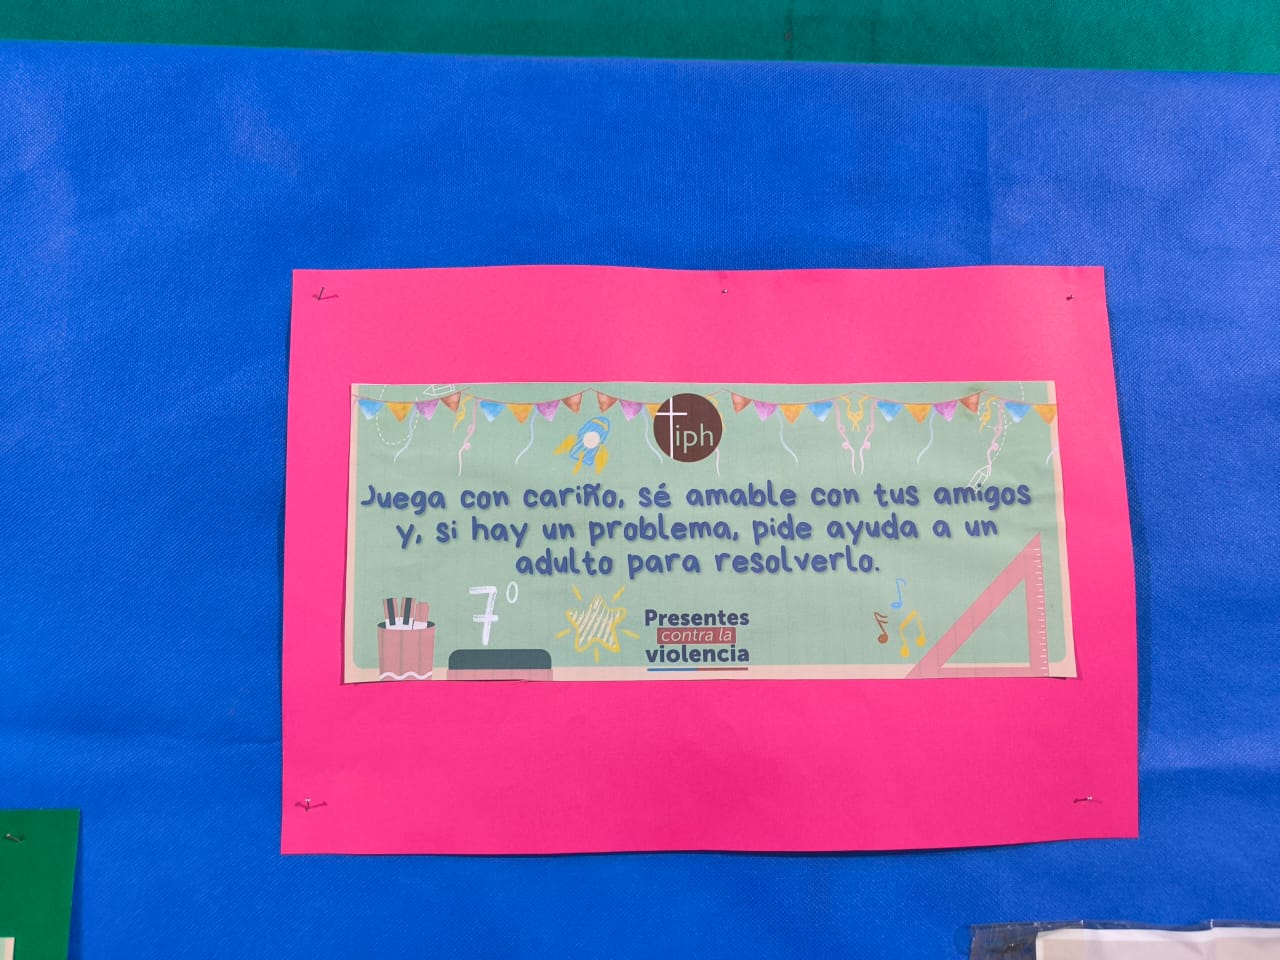 iph
Juega con cariño, sé amable con tus amigos
y, si hay un problema, pide ayuda a un
adulto para resolverlo.
7°
Presentes
contra la
violencia